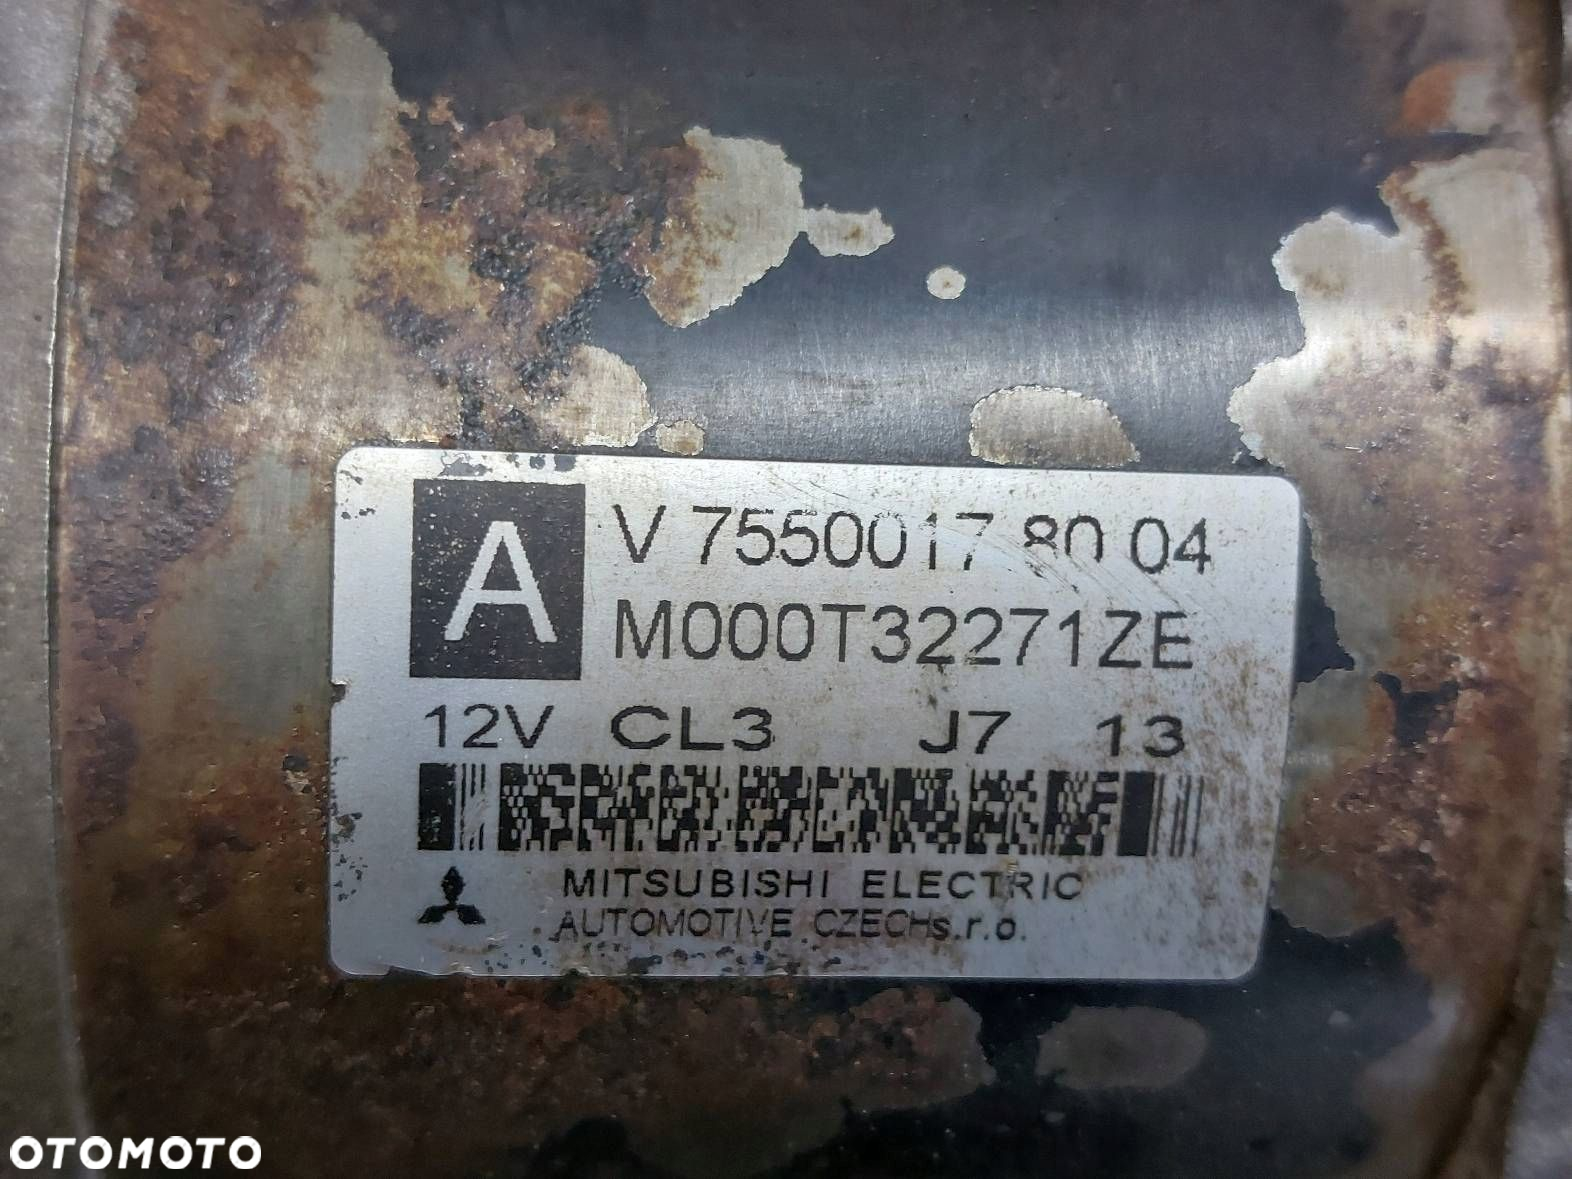 A
V 7550017 80 04
M000T32271ZE
12V CL3 J7 13
MITSUBISHI ELECTRIC
AUTOMOTIVE CZECHs.r.o.
OTOMOTO